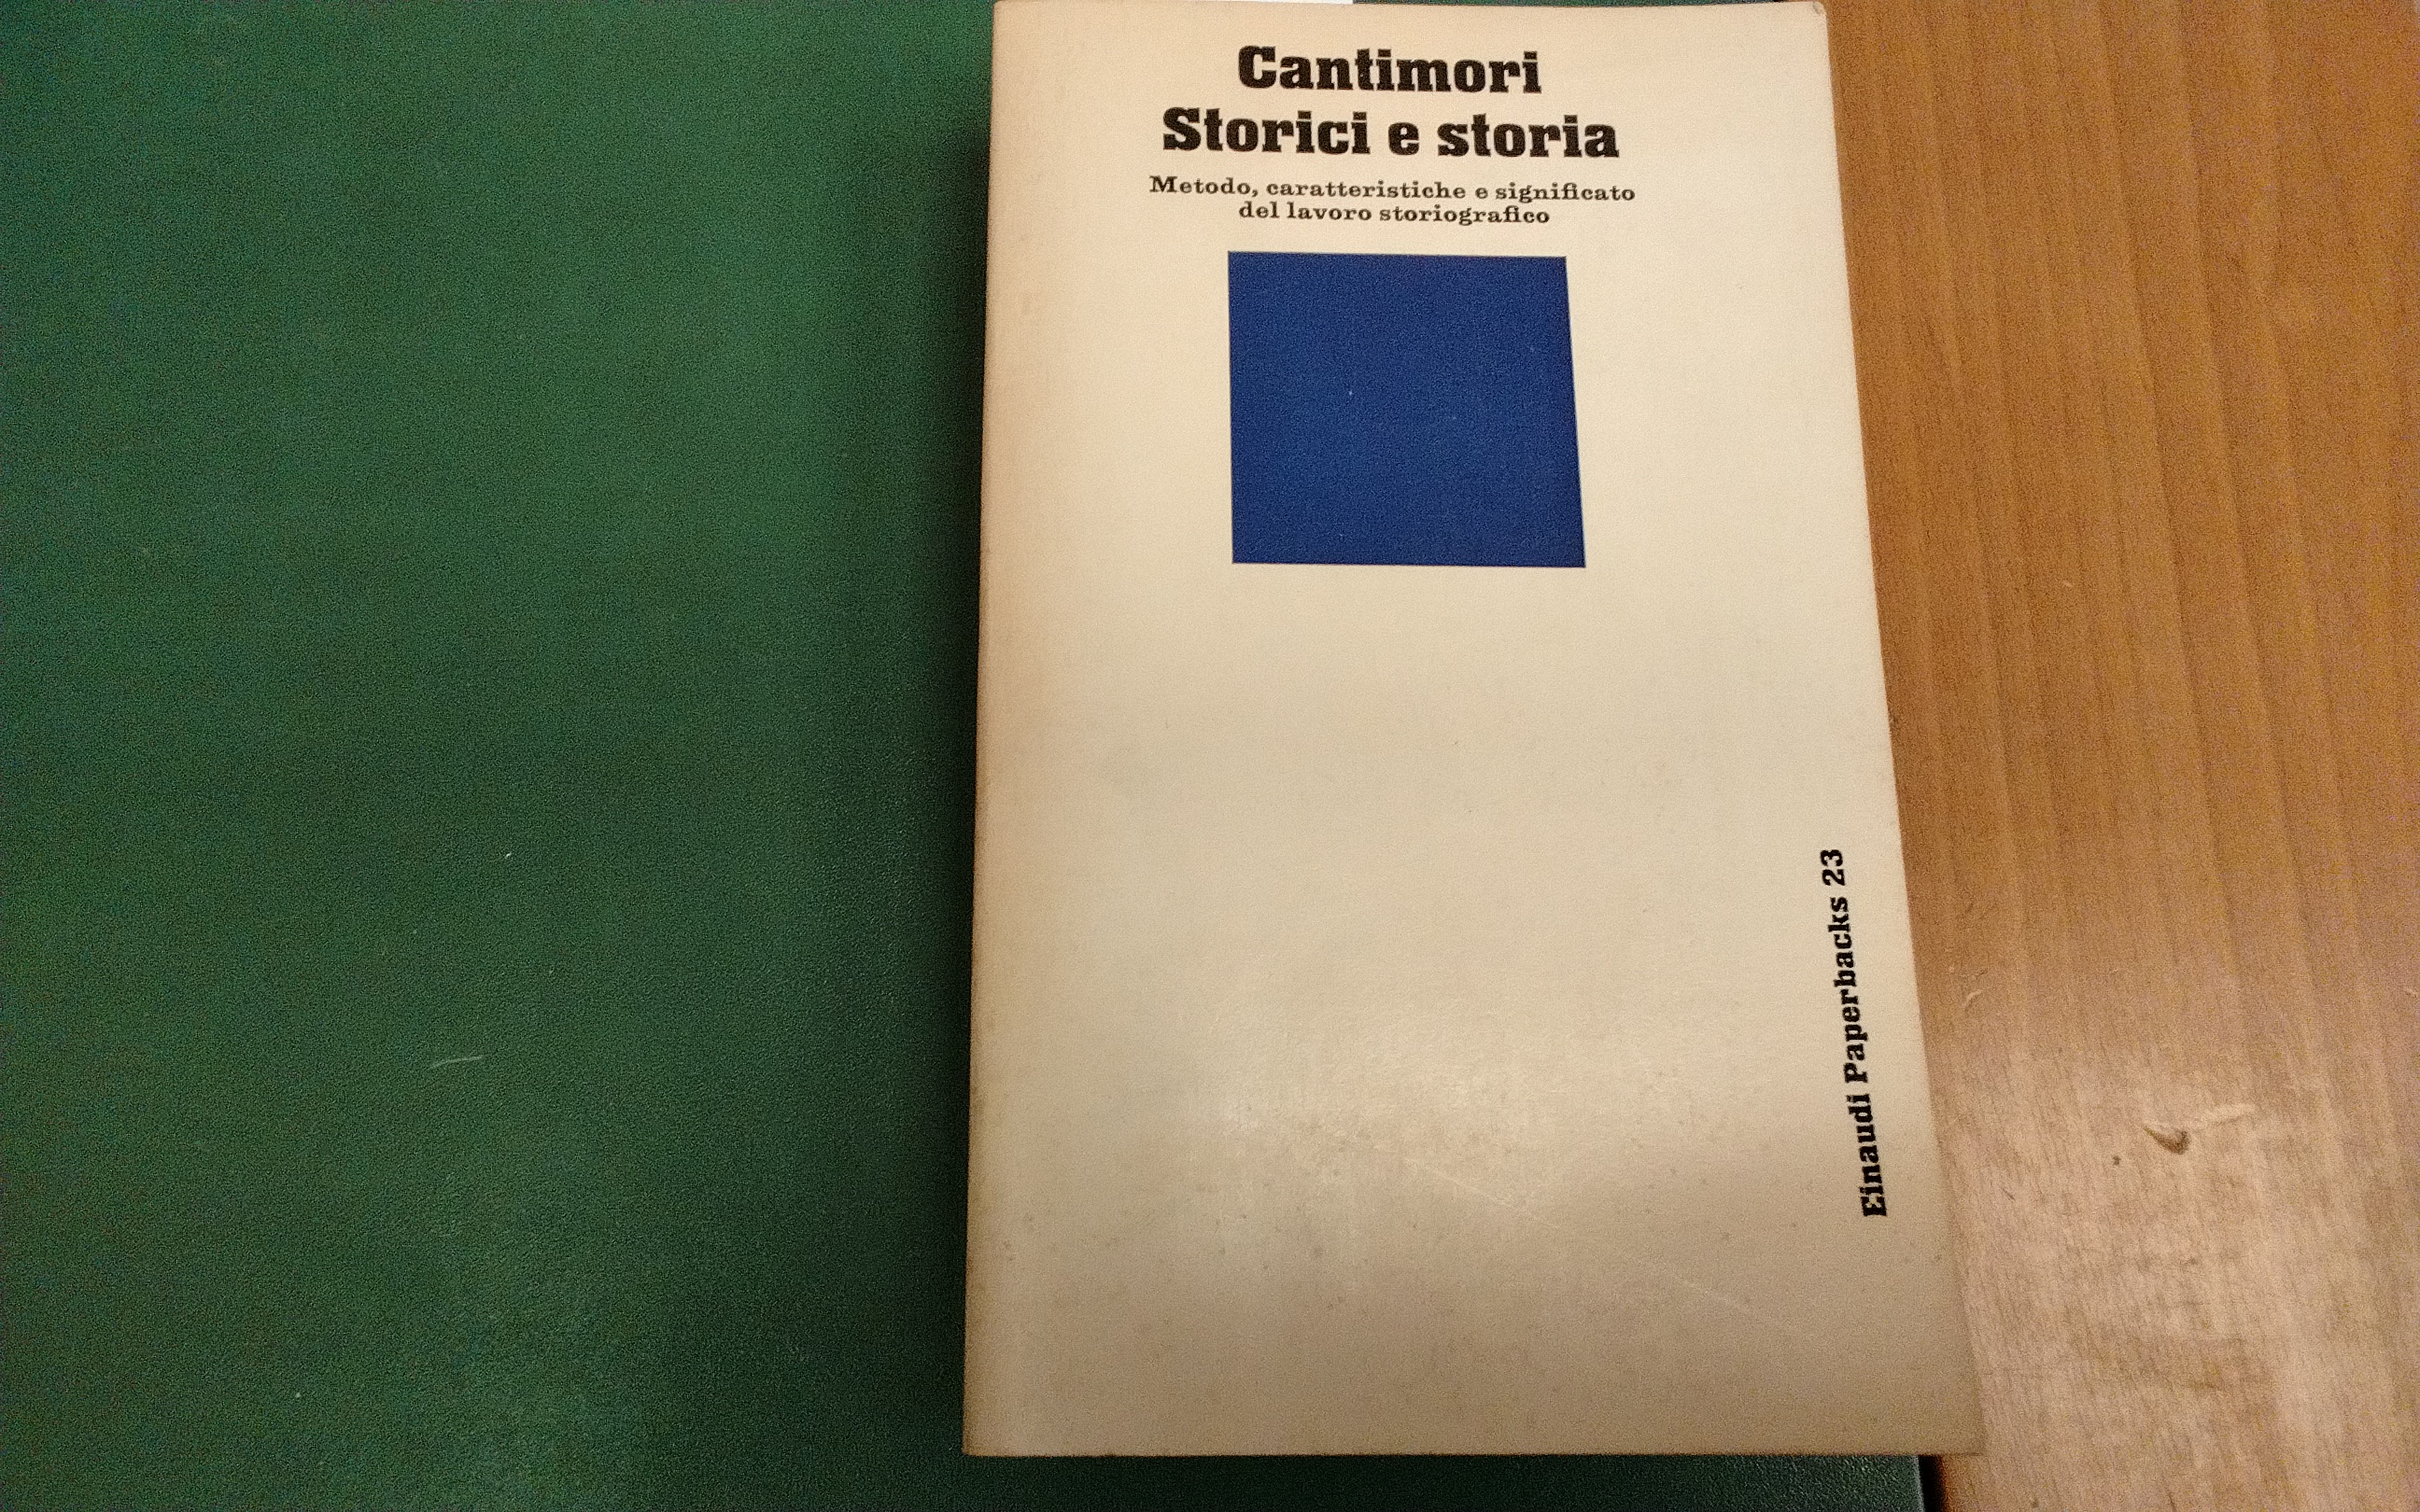 Cantimori
Storici e storia
Metodo, caratteristiche e significato
del lavoro storiografico
Einaudi Paperbacks 23